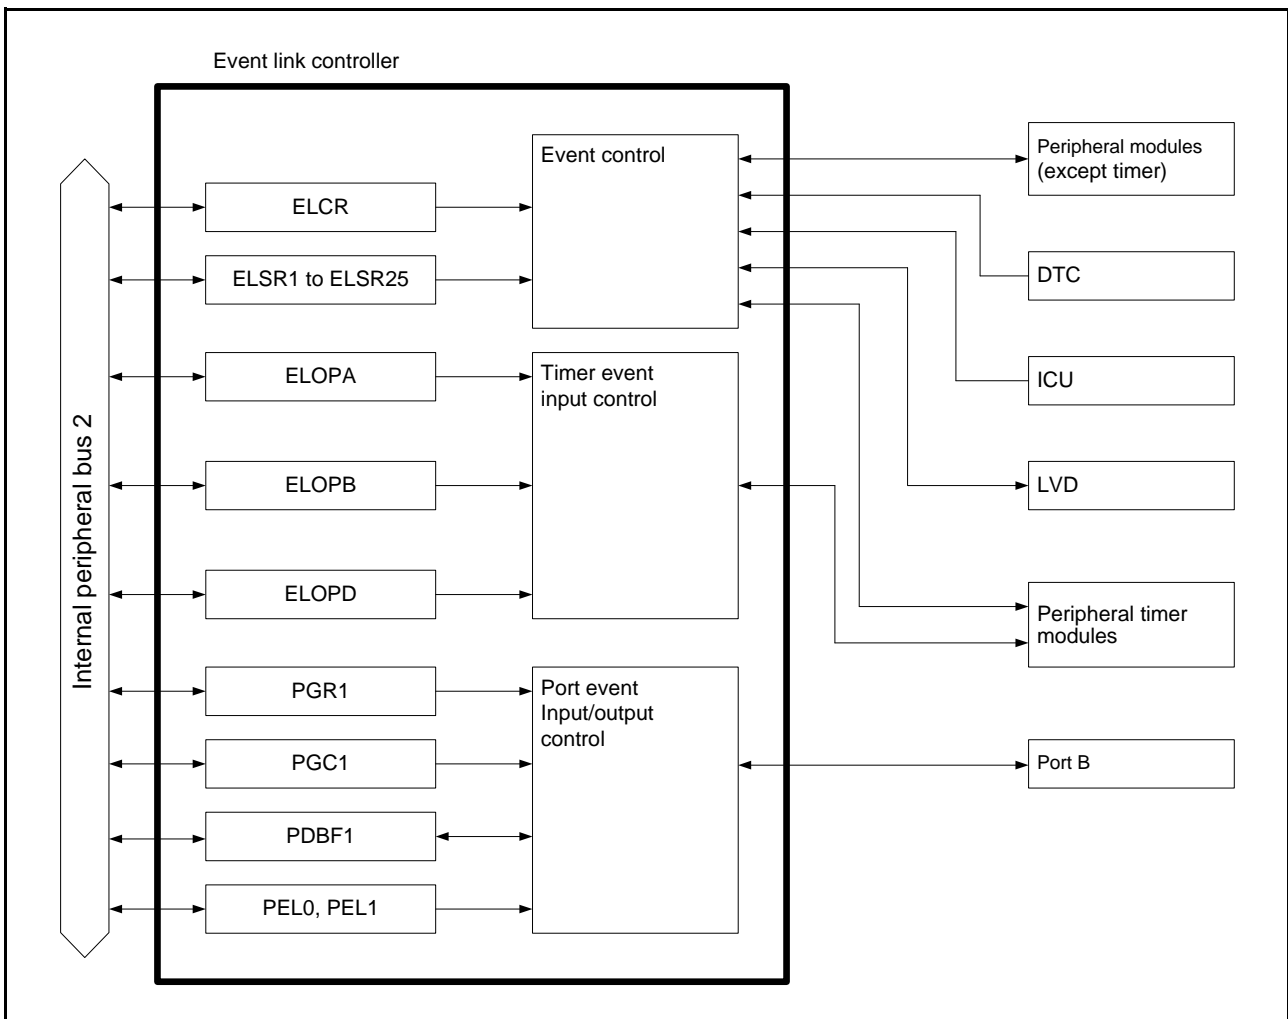 Event link controller
Internal peripheral bus 2
ELCR
ELSR1 to ELSR25
ELOPA
ELOPB
ELOPD
PGR1
PGC1
PDBF1
PEL0, PEL1
Event control
Timer event
input control
Port event
Input/output
control
Peripheral modules
(except timer)
DTC
ICU
LVD
Peripheral timer
modules
Port B